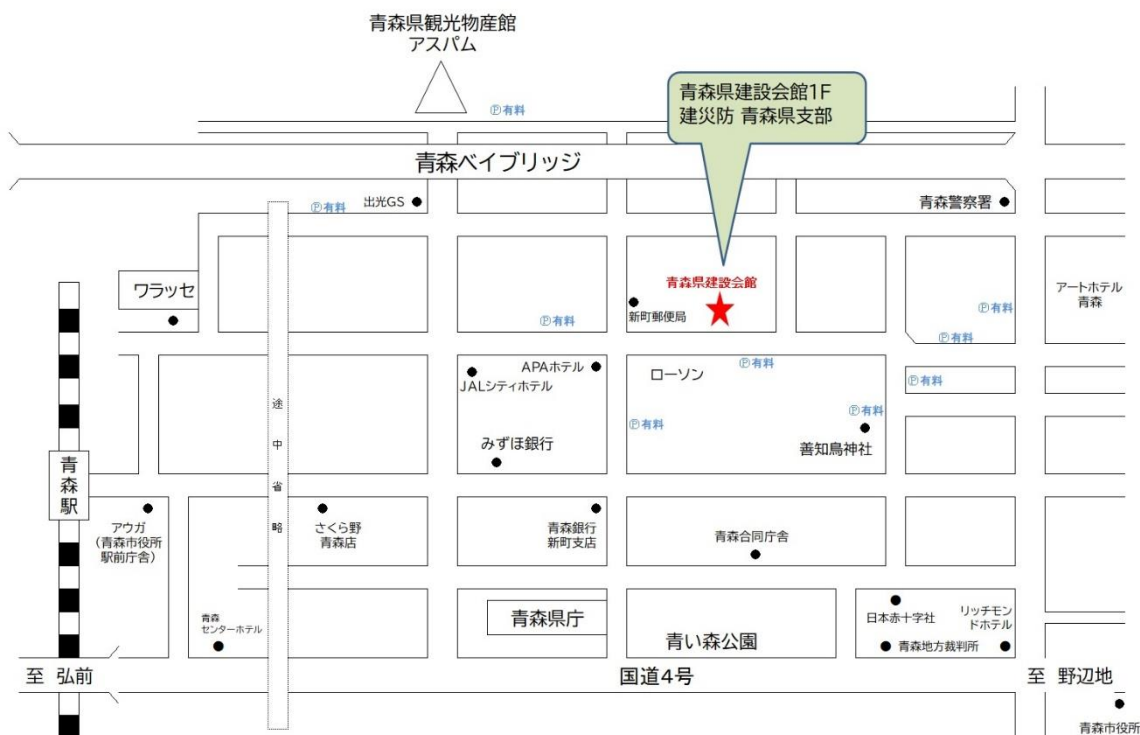 青森県観光物産館
アスパム
青森県建設会館1F
建災防 青森県支部
Ⓟ有料
青森ベイブリッジ
Ⓟ有料
出光GS
青森警察署
ワラッセ
青森県建設会館
新町郵便局
Ⓟ有料
アートホテル
青森
Ⓟ有料
Ⓟ有料
APAホテル
JALシティホテル
ローソン
Ⓟ有料
Ⓟ有料
Ⓟ有料
Ⓟ有料
途中省略
みずほ銀行
善知鳥神社
青森駅
アウガ
(青森市役所
駅前庁舎)
さくら野
青森店
青森銀行
新町支店
青森合同庁舎
青森
センターホテル
青森県庁
青い森公園
日本赤十字社
リッチモン
ドホテル
青森地方裁判所
至 弘前
国道4号
至 野辺地
青森市役所